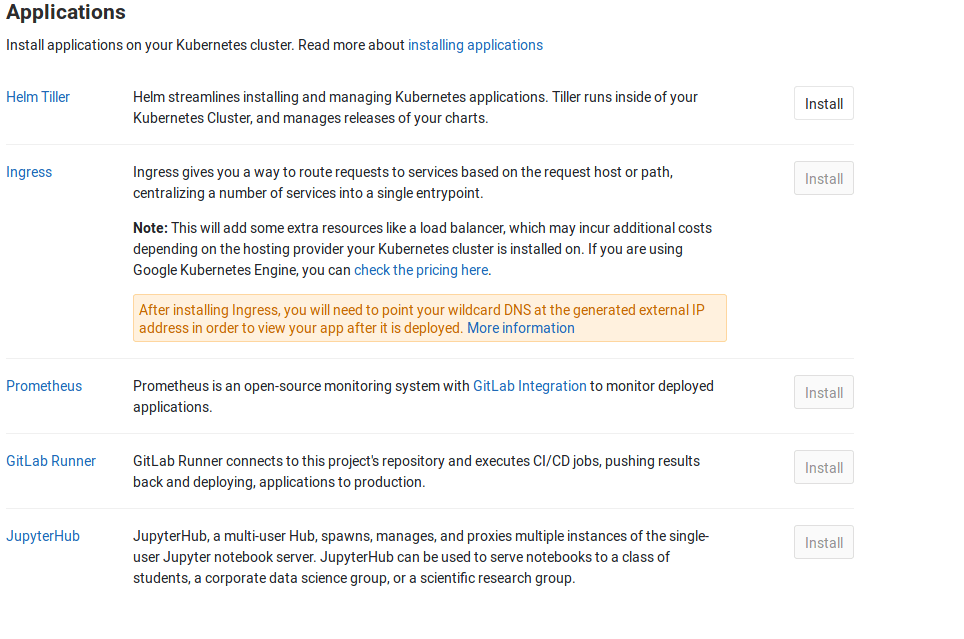 Applications
Install applications on your Kubernetes cluster. Read more about installing applications
Helm Tiller
Helm streamlines installing and managing Kubernetes applications. Tiller runs inside of your
Kubernetes Cluster, and manages releases of your charts.
Install
Ingress
Ingress gives you a way to route requests to services based on the request host or path,
centralizing a number of services into a single entrypoint.
Install
Note: This will add some extra resources like a load balancer, which may incur additional costs
depending on the hosting provider your Kubernetes cluster is installed on. If you are using
Google Kubernetes Engine, you can check the pricing here.
After installing Ingress, you will need to point your wildcard DNS at the generated external IP
address in order to view your app after it is deployed. More information
Prometheus
Prometheus is an open-source monitoring system with GitLab Integration to monitor deployed
applications.
Install
GitLab Runner
GitLab Runner connects to this project's repository and executes CI/CD jobs, pushing results
back and deploying, applications to production.
Install
JupyterHub
JupyterHub, a multi-user Hub, spawns, manages, and proxies multiple instances of the single-
user Jupyter notebook server. JupyterHub can be used to serve notebooks to a class of
students, a corporate data science group, or a scientific research group.
Install